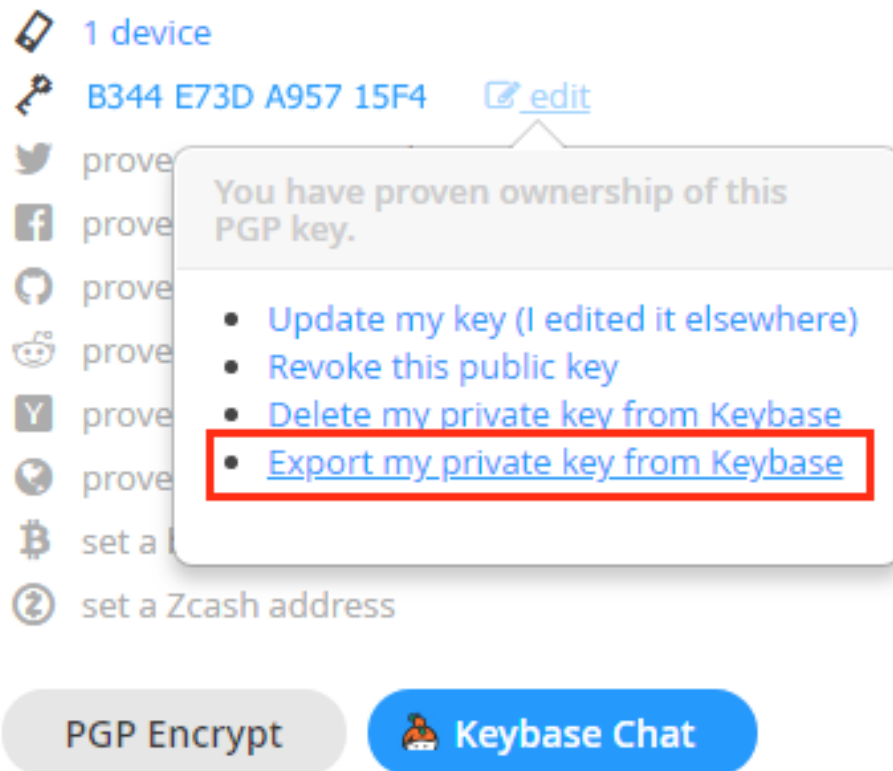 1 device
B344 E73D A957 15F4 edit
prove
You have proven ownership of this
PGP key.
prove
prove
Update my key (I edited it elsewhere)
prove
Revoke this public key
prove
Delete my private key from Keybase
Export my private key from Keybase
prove
set a
set a Zcash address
PGP Encrypt
Keybase Chat